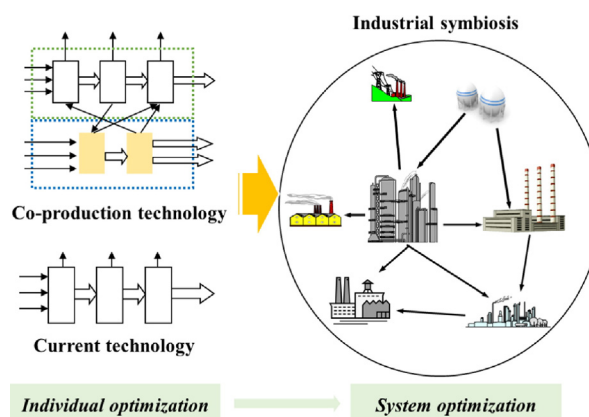 Industrial symbiosis
Co-production technology
Current technology
Individual optimization
System optimization